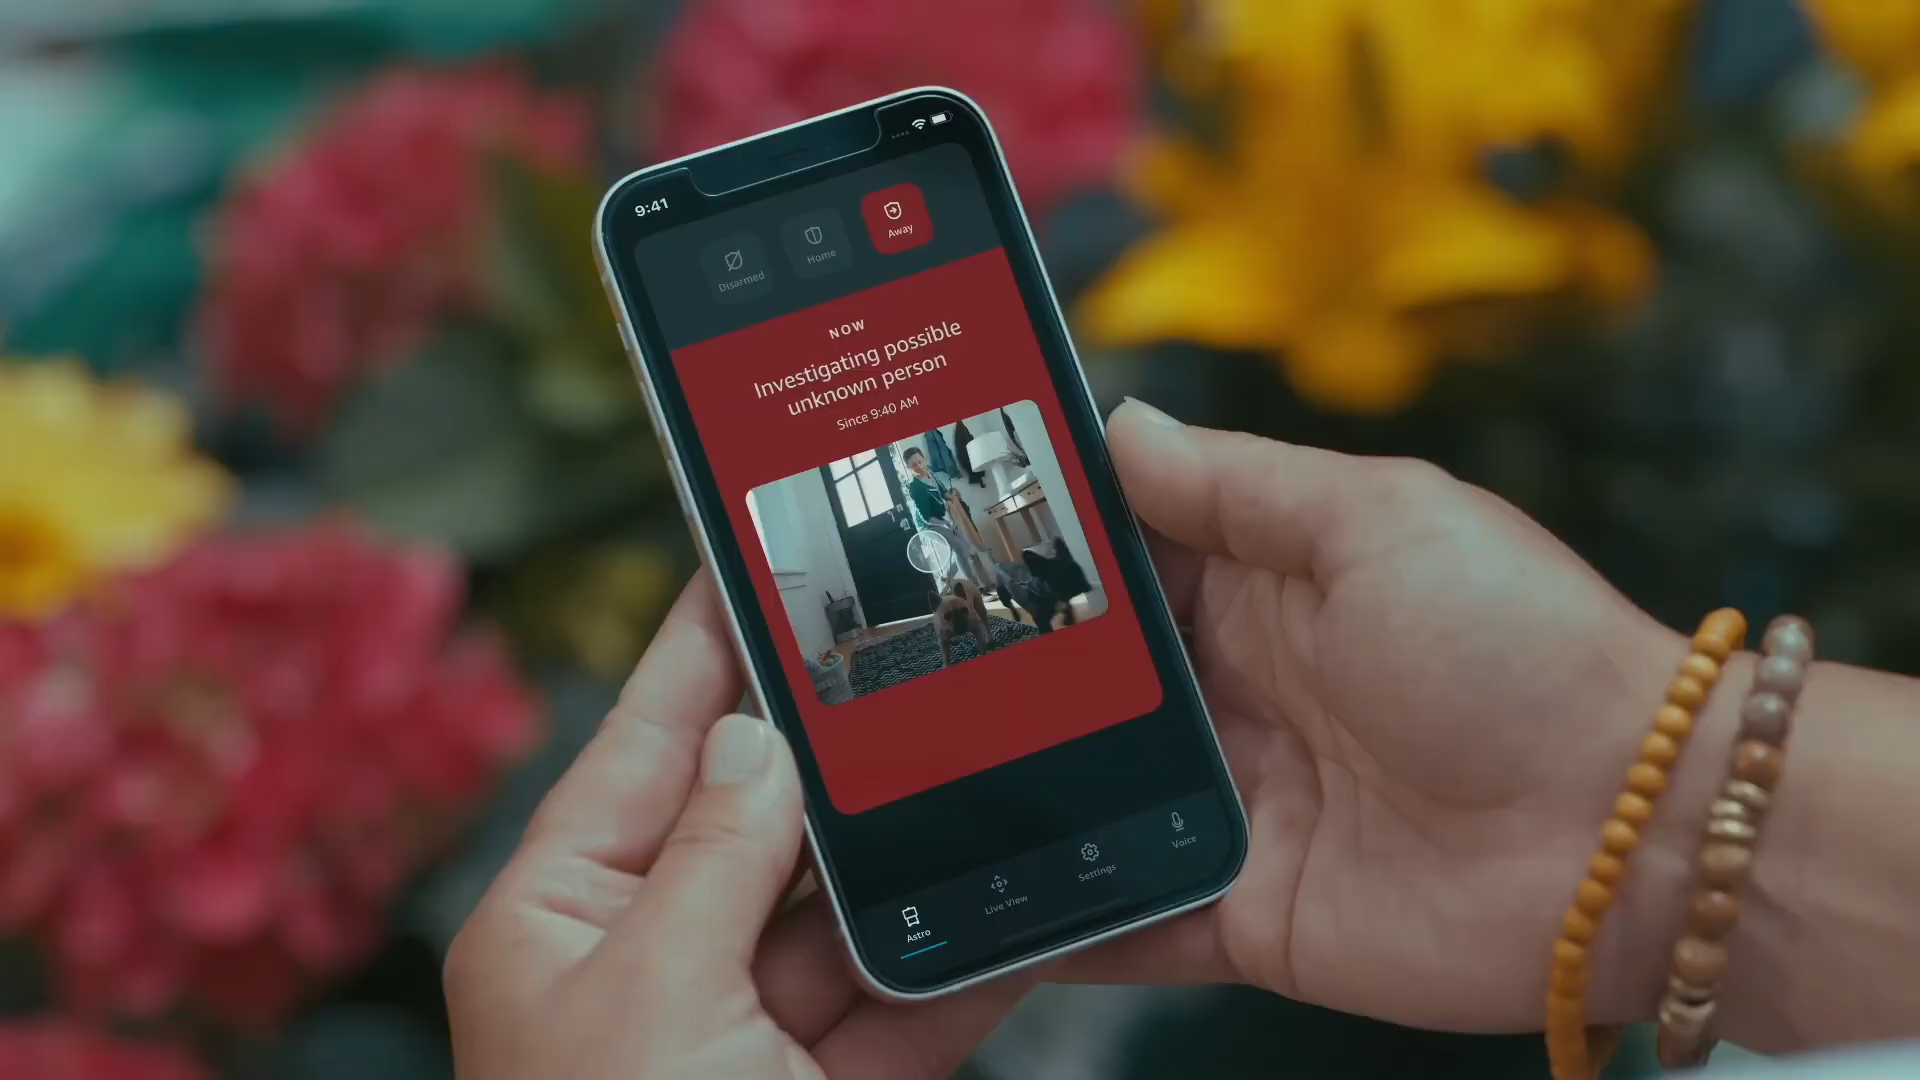 9:41
Disarmed
Home
Away
NOW
Investigating possible
unknown person
Since 9:40 AM
Astro
Live View
Settings
Voice